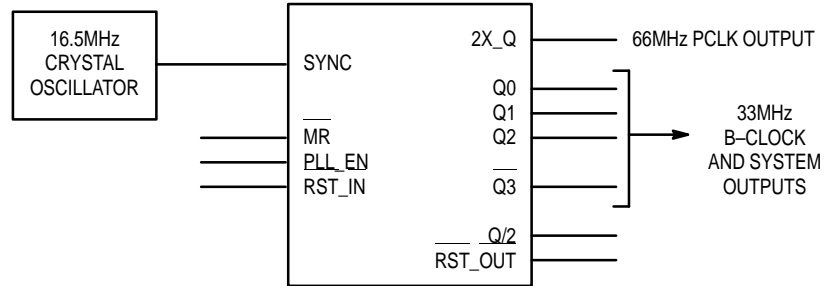 16.5MHz
CRYSTAL
OSCILLATOR
SYNC
MR
PLL_EN
RST_IN
2X_Q
Q0
Q1
Q2
Q3
Q/2
RST_OUT
66MHz PCLK OUTPUT
33MHz
B–CLOCK
AND SYSTEM
OUTPUTS